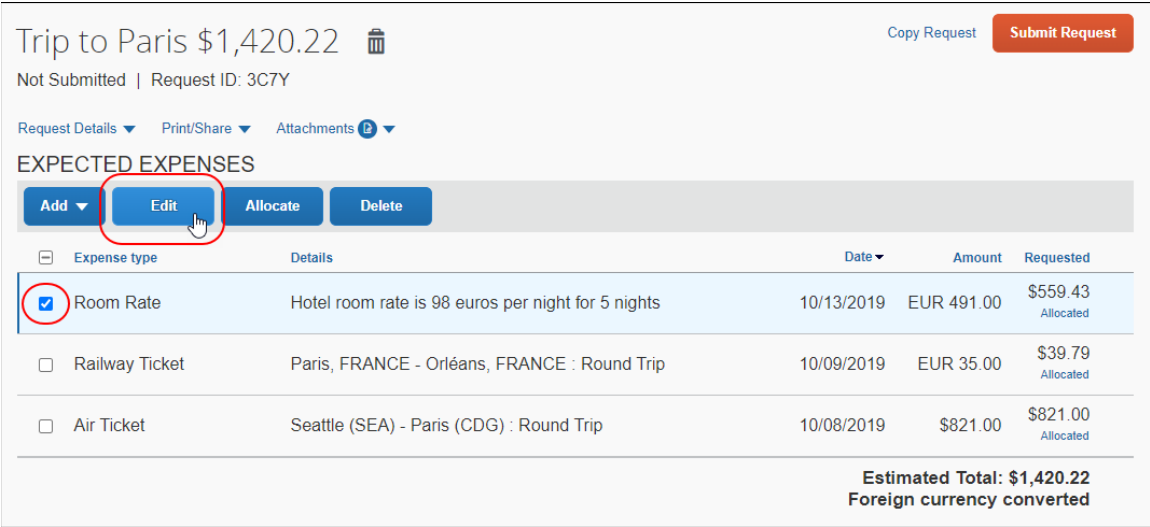 Trip to Paris $1,420.22
Copy Request
Submit Request
Not Submitted | Request ID: 3C7Y
Request Details Print/Share Attachments
EXPECTED EXPENSES
Add Edit Allocate Delete
Expense type Details Date Amount Requested
Room Rate Hotel room rate is 98 euros per night for 5 nights 10/13/2019 EUR 491.00 $559.43
Allocated
Railway Ticket Paris, FRANCE - Orléans, FRANCE : Round Trip 10/09/2019 EUR 35.00 $39.79
Allocated
Air Ticket Seattle (SEA) - Paris (CDG) : Round Trip 10/08/2019 $821.00 $821.00
Allocated
Estimated Total: $1,420.22
Foreign currency converted